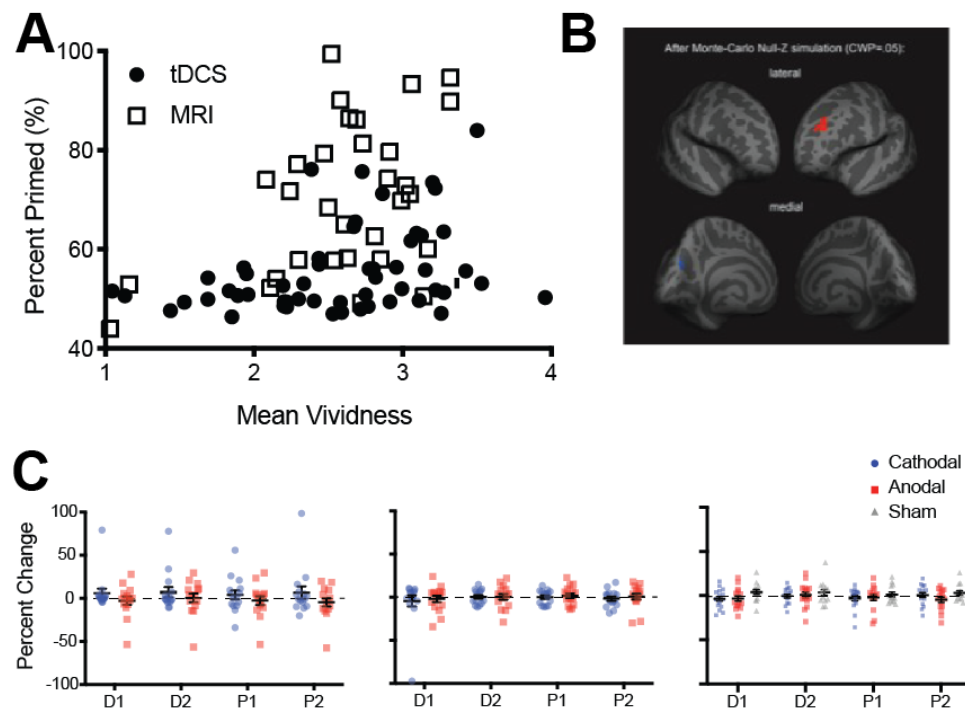 A
100
80
60
40
Percent Primed (%)
tDCS
MRI
1 2 3 4
Mean Vividness
B
After Monte-Carlo Null-Z simulation (CWP=.05):
lateral
medial
C
Cathodal
Anodal
Sham
Percent Change
100
50
0
-50
-100
D1 D2 P1 P2
D1 D2 P1 P2
D1 D2 P1 P2